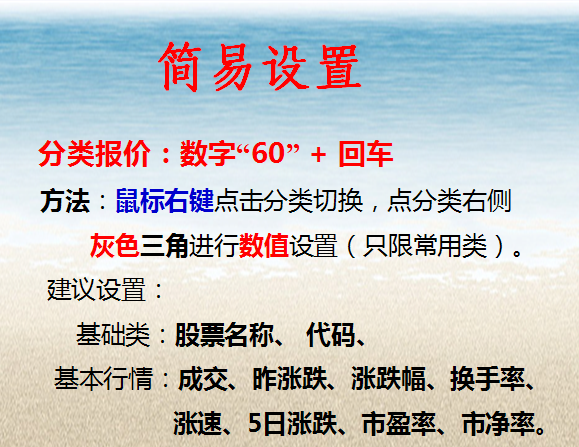 简易设置
分类报价：数字“60” + 回车
方法：鼠标右键点击分类切换，点分类右侧
灰色三角进行数值设置（只限常用类）。
建议设置：
基础类：股票名称、 代码、
基本行情：成交、昨涨跌、涨跌幅、换手率、
涨速、5日涨跌、市盈率、市净率。